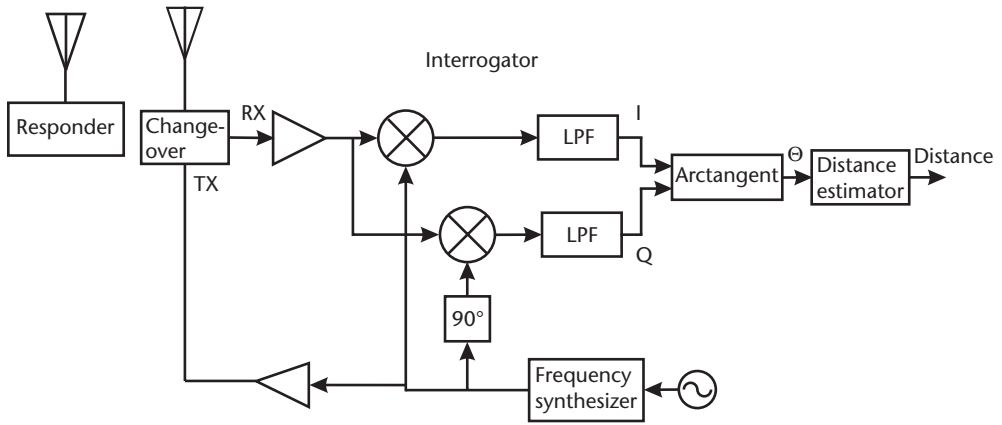 Interrogator
Responder
Change-
over
RX
TX
LPF
I
LPF
Q
Arctangent
Θ
Distance
estimator
Distance
90°
Frequency
synthesizer